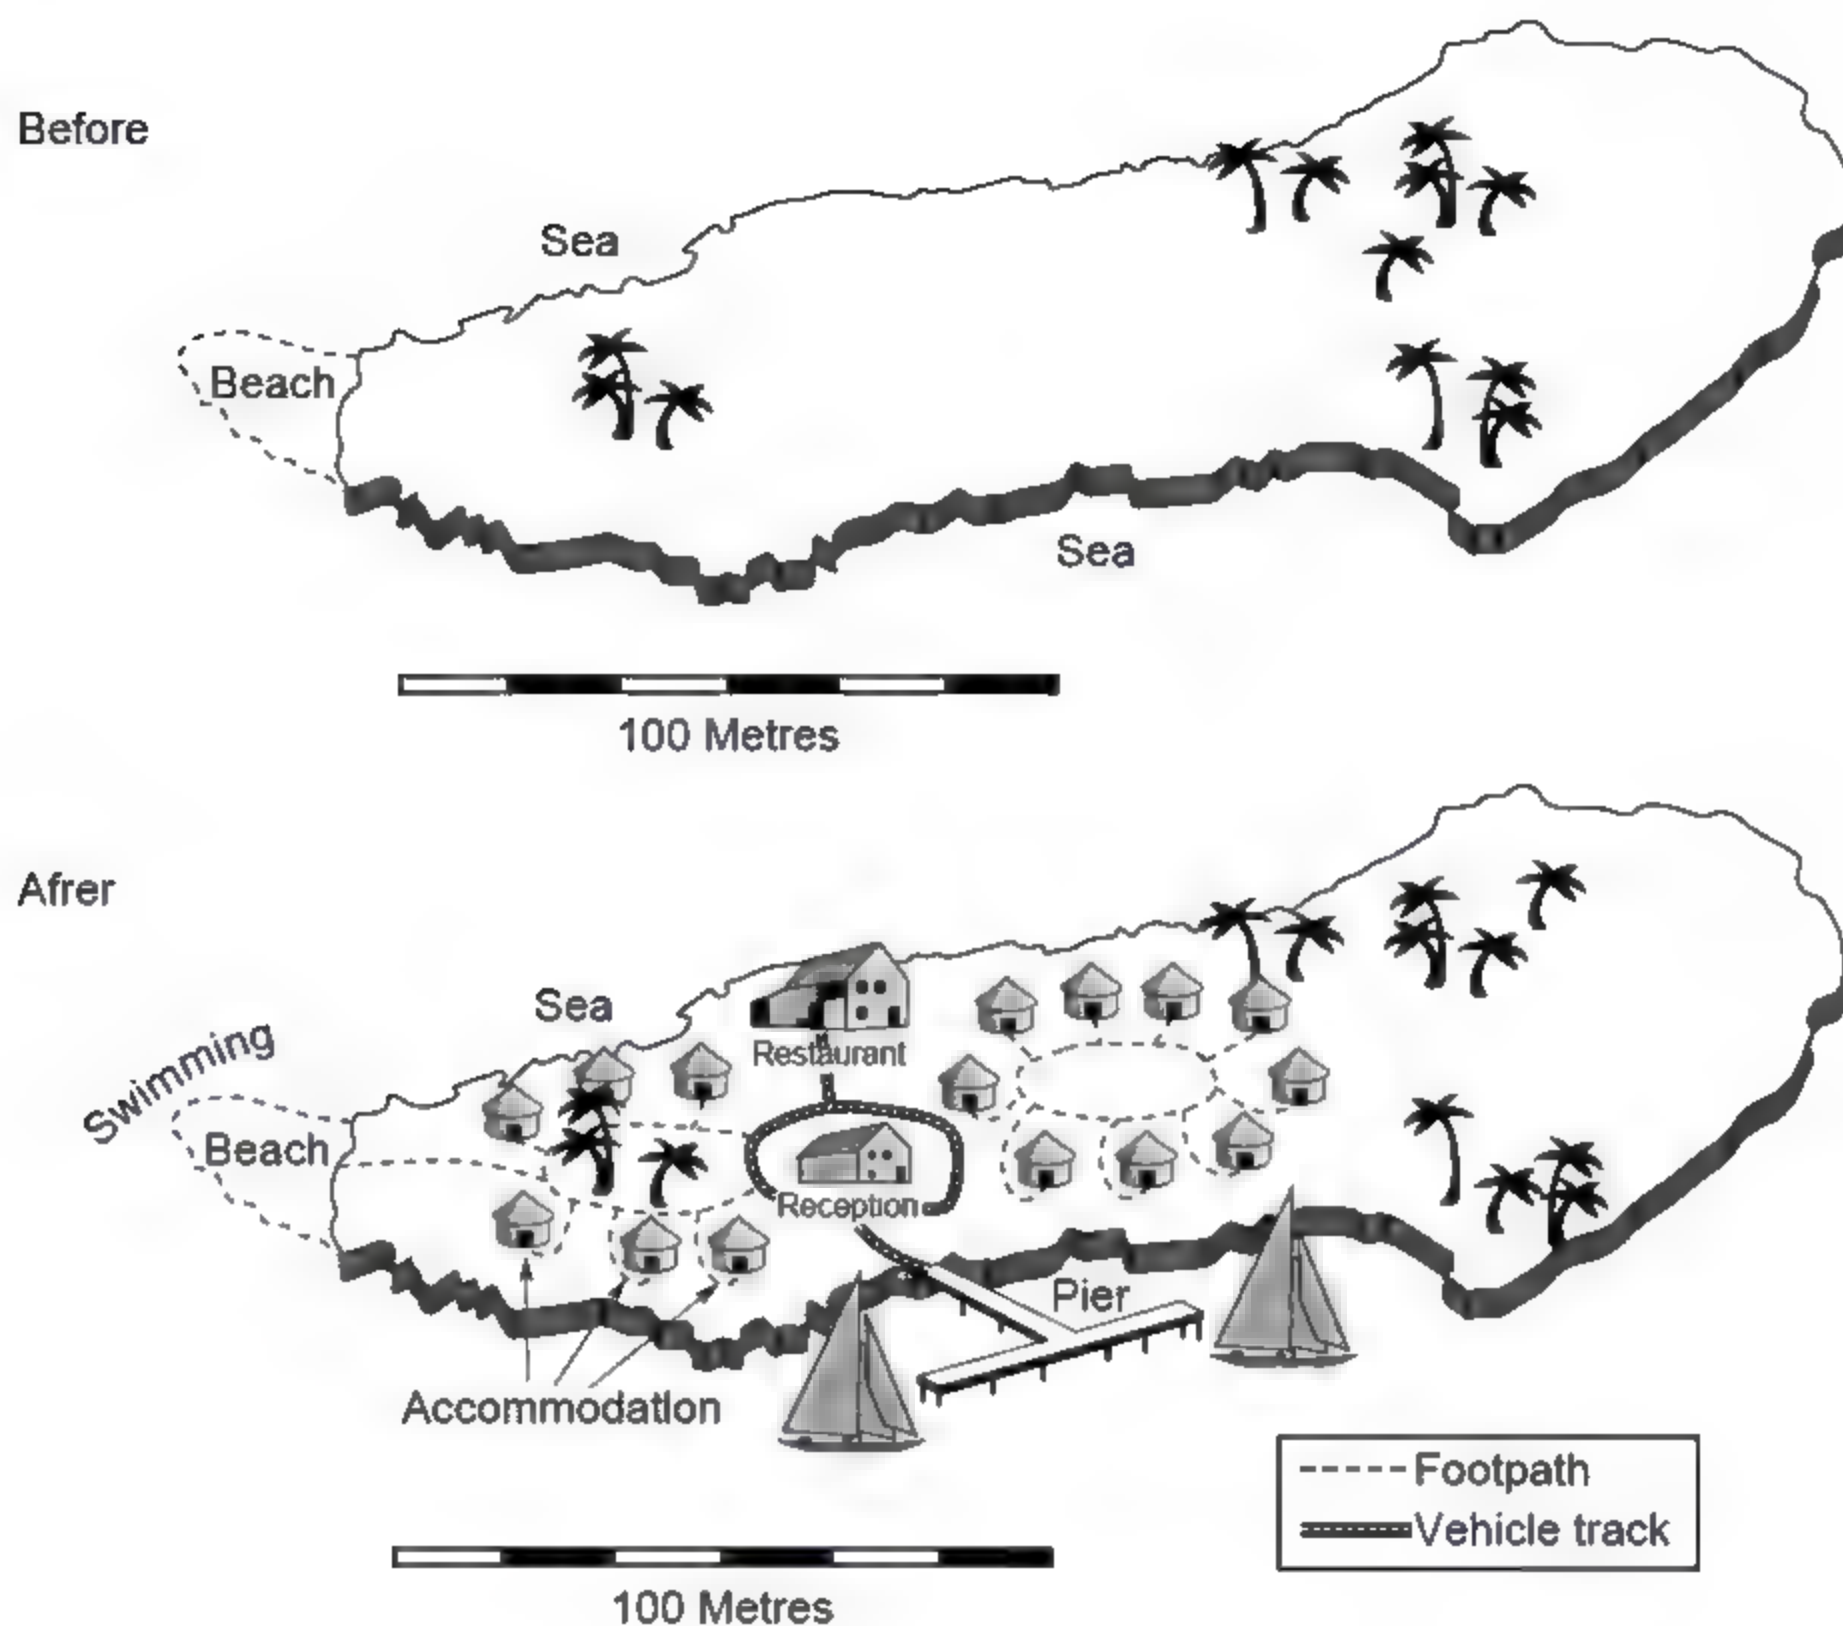 Before
Sea
Beach
Sea
100 Metres
Afrer
Sea
Swimming
Restaurant
Beach
Reception
Pier
Accommodation
Footpath
Vehicle track
100 Metres